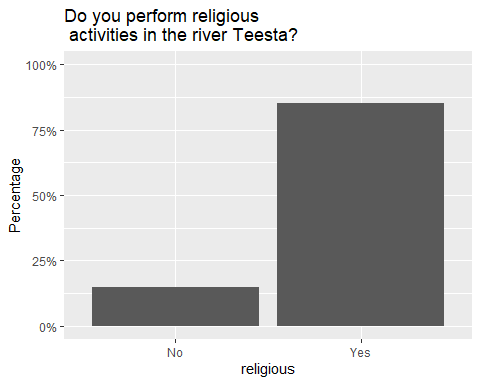 Do you perform religious
activities in the river Teesta?
100%
75%
50%
25%
0%
Percentage
No Yes
religious